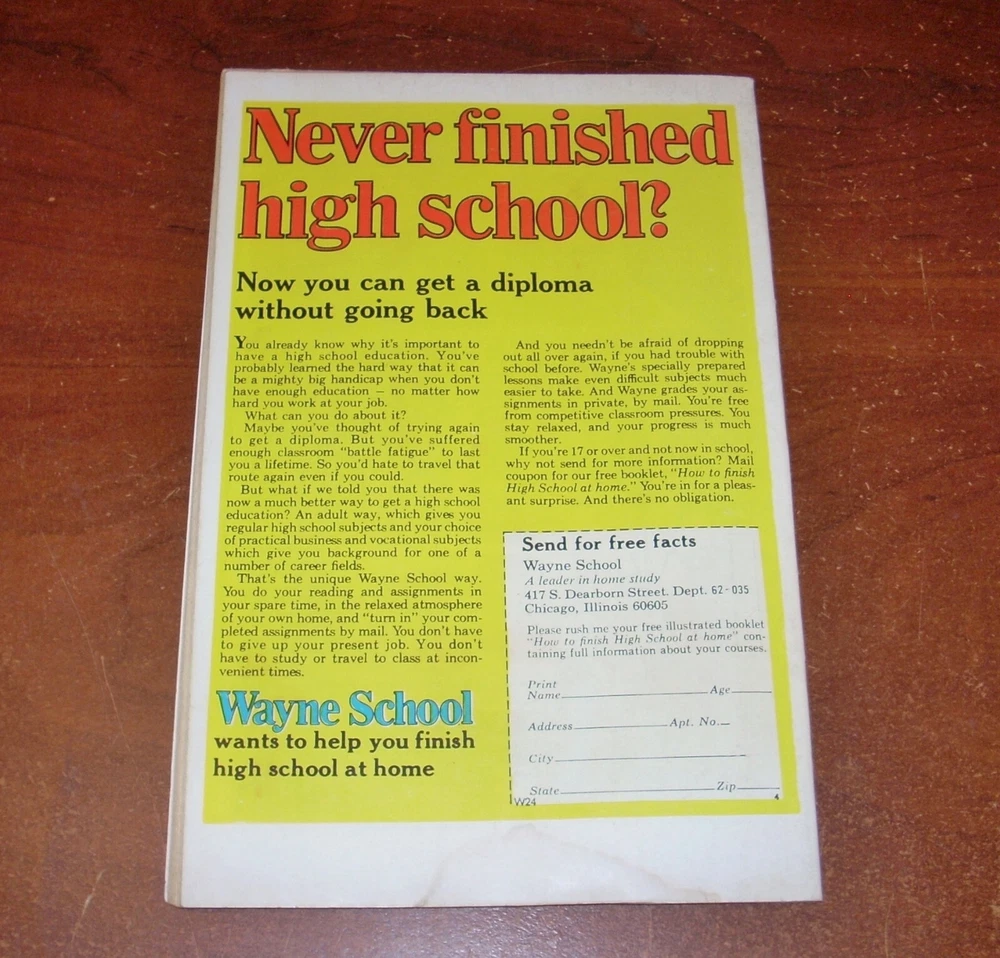 Never finished
high school?
Now you can get a diploma
without going back
You already know why it's important to
have a high school education. You've
probably learned the hard way that it can
be a mighty big handicap when you don't
have enough education — no matter how
hard you work at your job.
What can you do about it?
Maybe you've thought of trying again
to get a diploma. But you've suffered
enough classroom "battle fatigue" to last
you a lifetime. So you'd hate to travel that
route again even if you could.
But what if we told you that there was
now a much better way to get a high school
education? An adult way, which gives you
regular high school subjects and your choice
of practical business and vocational subjects
which give you background for one of a
number of career fields.
That's the unique Wayne School way.
You do your reading and assignments in
your spare time, in the relaxed atmosphere
of your own home, and "turn in" your com-
pleted assignments by mail. You don't have
to give up your present job. You don't
have to study or travel to class at incon-
venient times.
Wayne School
wants to help you finish
high school at home
And you needn't be afraid of dropping
out all over again, if you had trouble with
school before. Wayne's specially prepared
lessons make even difficult subjects much
easier to take. And Wayne grades your as-
signments in private, by mail. You're free
from competitive classroom pressures. You
stay relaxed, and your progress is much
smoother.
If you're 17 or over and not now in school,
why not send for more information? Mail
coupon for our free booklet, "How to finish
High School at home." You're in for a pleas-
ant surprise. And there's no obligation.
Send for free facts
Wayne School
A leader in home study
417 S. Dearborn Street. Dept. 62-035
Chicago, Illinois 60605
Please rush me your free illustrated booklet
"How to finish High School at home" con-
taining full information about your courses.
Print
Name Age
Address Apt. No.
City
State Zip
W24 4